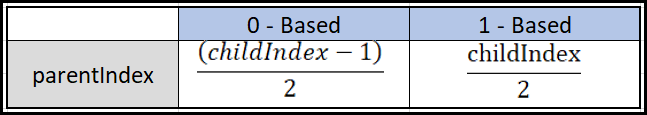 0 - Based 1 - Based
parentIndex (childIndex − 1) childIndex
2 2